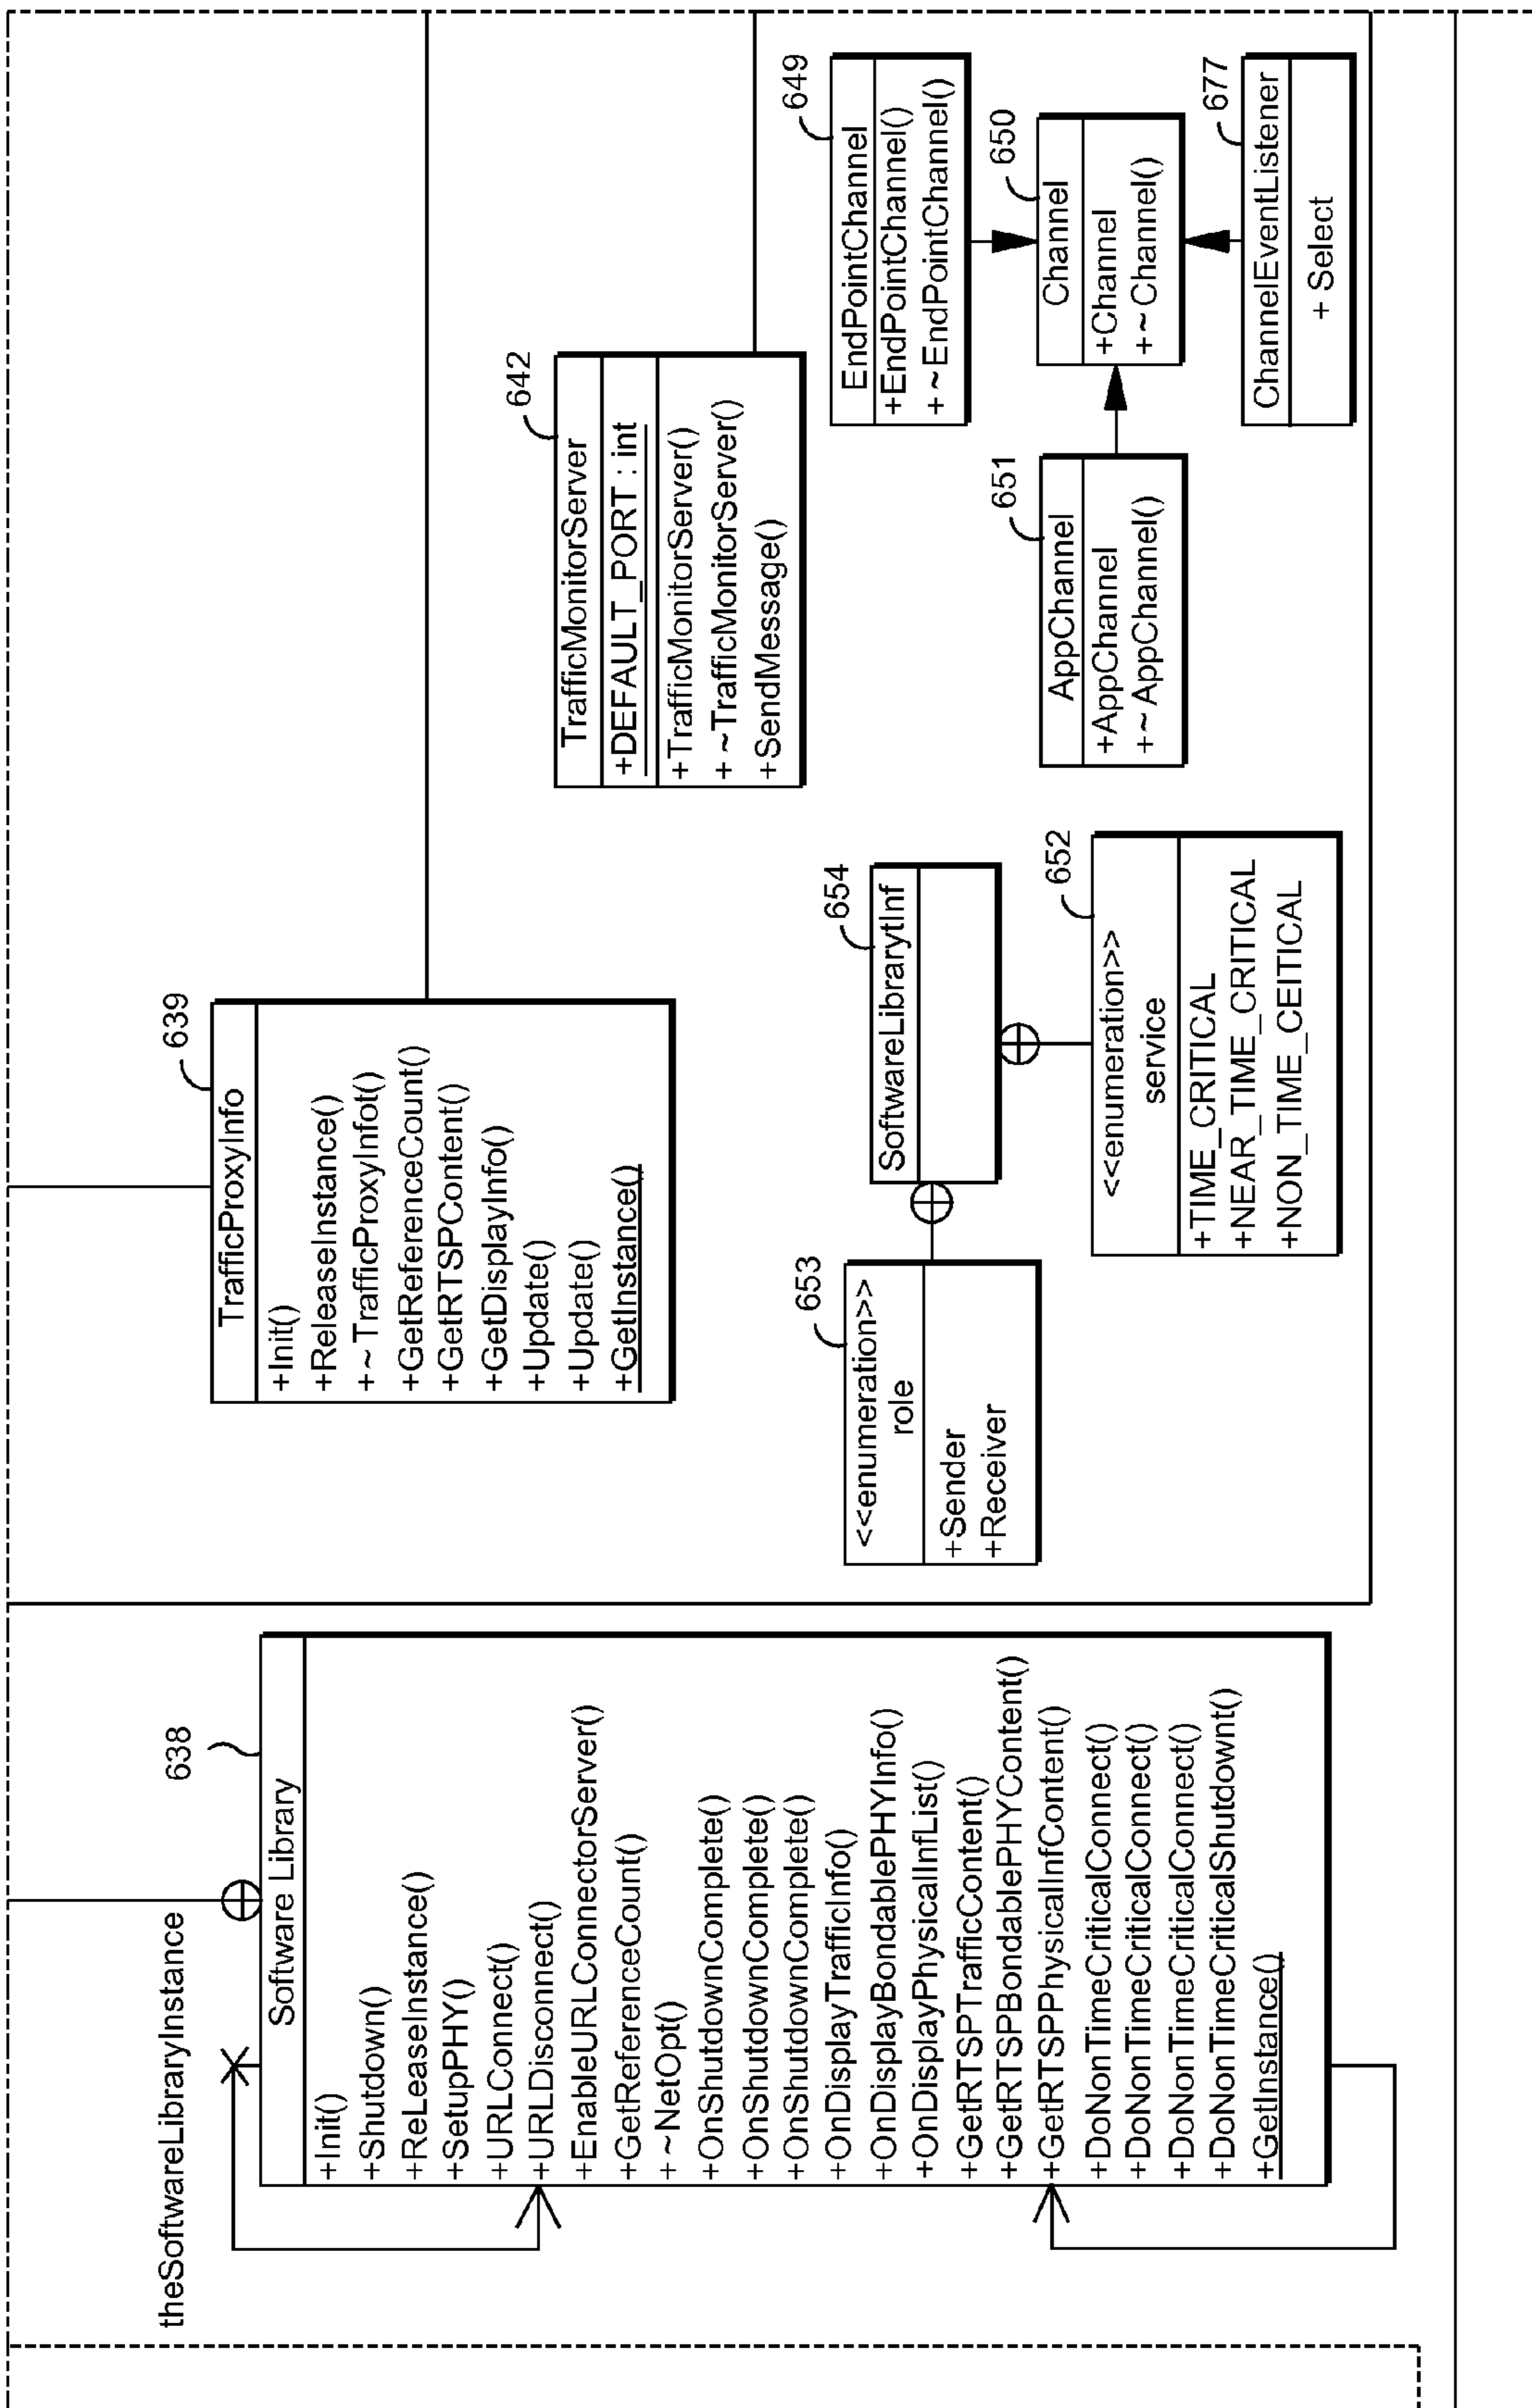 theSoftwareLibraryInstance
638
Software Library
+Init()
+Shutdown()
+ReLeaseInstance()
+SetupPHY()
+URLConnect()
+URLDisconnect()
+EnableURLConnectorServer()
+GetReferenceCount()
+~NetOpt()
+OnShutdownComplete()
+OnShutdownComplete()
+OnShutdownComplete()
+OnDisplayTrafficInfo()
+OnDisplayBondablePHYInfo()
+OnDisplayPhysicalInfList()
+GetRTSPTrafficContent()
+GetRTSPBondablePHYContent()
+GetRTSPPhysicalInfContent()
+DoNonTimeCriticalConnect()
+DoNonTimeCriticalConnect()
+DoNonTimeCriticalConnect()
+DoNonTimeCriticalShutdownt()
+GetInstance()
639
TrafficProxyInfo
+Init()
+ReleaseInstance()
+~TrafficProxyInfot()
+GetReferenceCount()
+GetRTSPContent()
+GetDisplayInfo()
+Update()
+Update()
+GetInstance()
653
<<enumeration>>
role
+Sender
+Receiver
654
SoftwareLibrarytInf
652
<<enumeration>>
service
+TIME_CRITICAL
+NEAR_TIME_CRITICAL
+NON_TIME_CEITICAL
642
TrafficMonitorServer
+DEFAULT_PORT : int
+TrafficMonitorServer()
+~TrafficMonitorServer()
+SendMessage()
649
EndPointChannel
+EndPointChannel()
+~EndPointChannel()
651
AppChannel
+AppChannel
+~AppChannel()
650
Channel
+Channel
+~Channel()
677
ChannelEventListener
+ Select